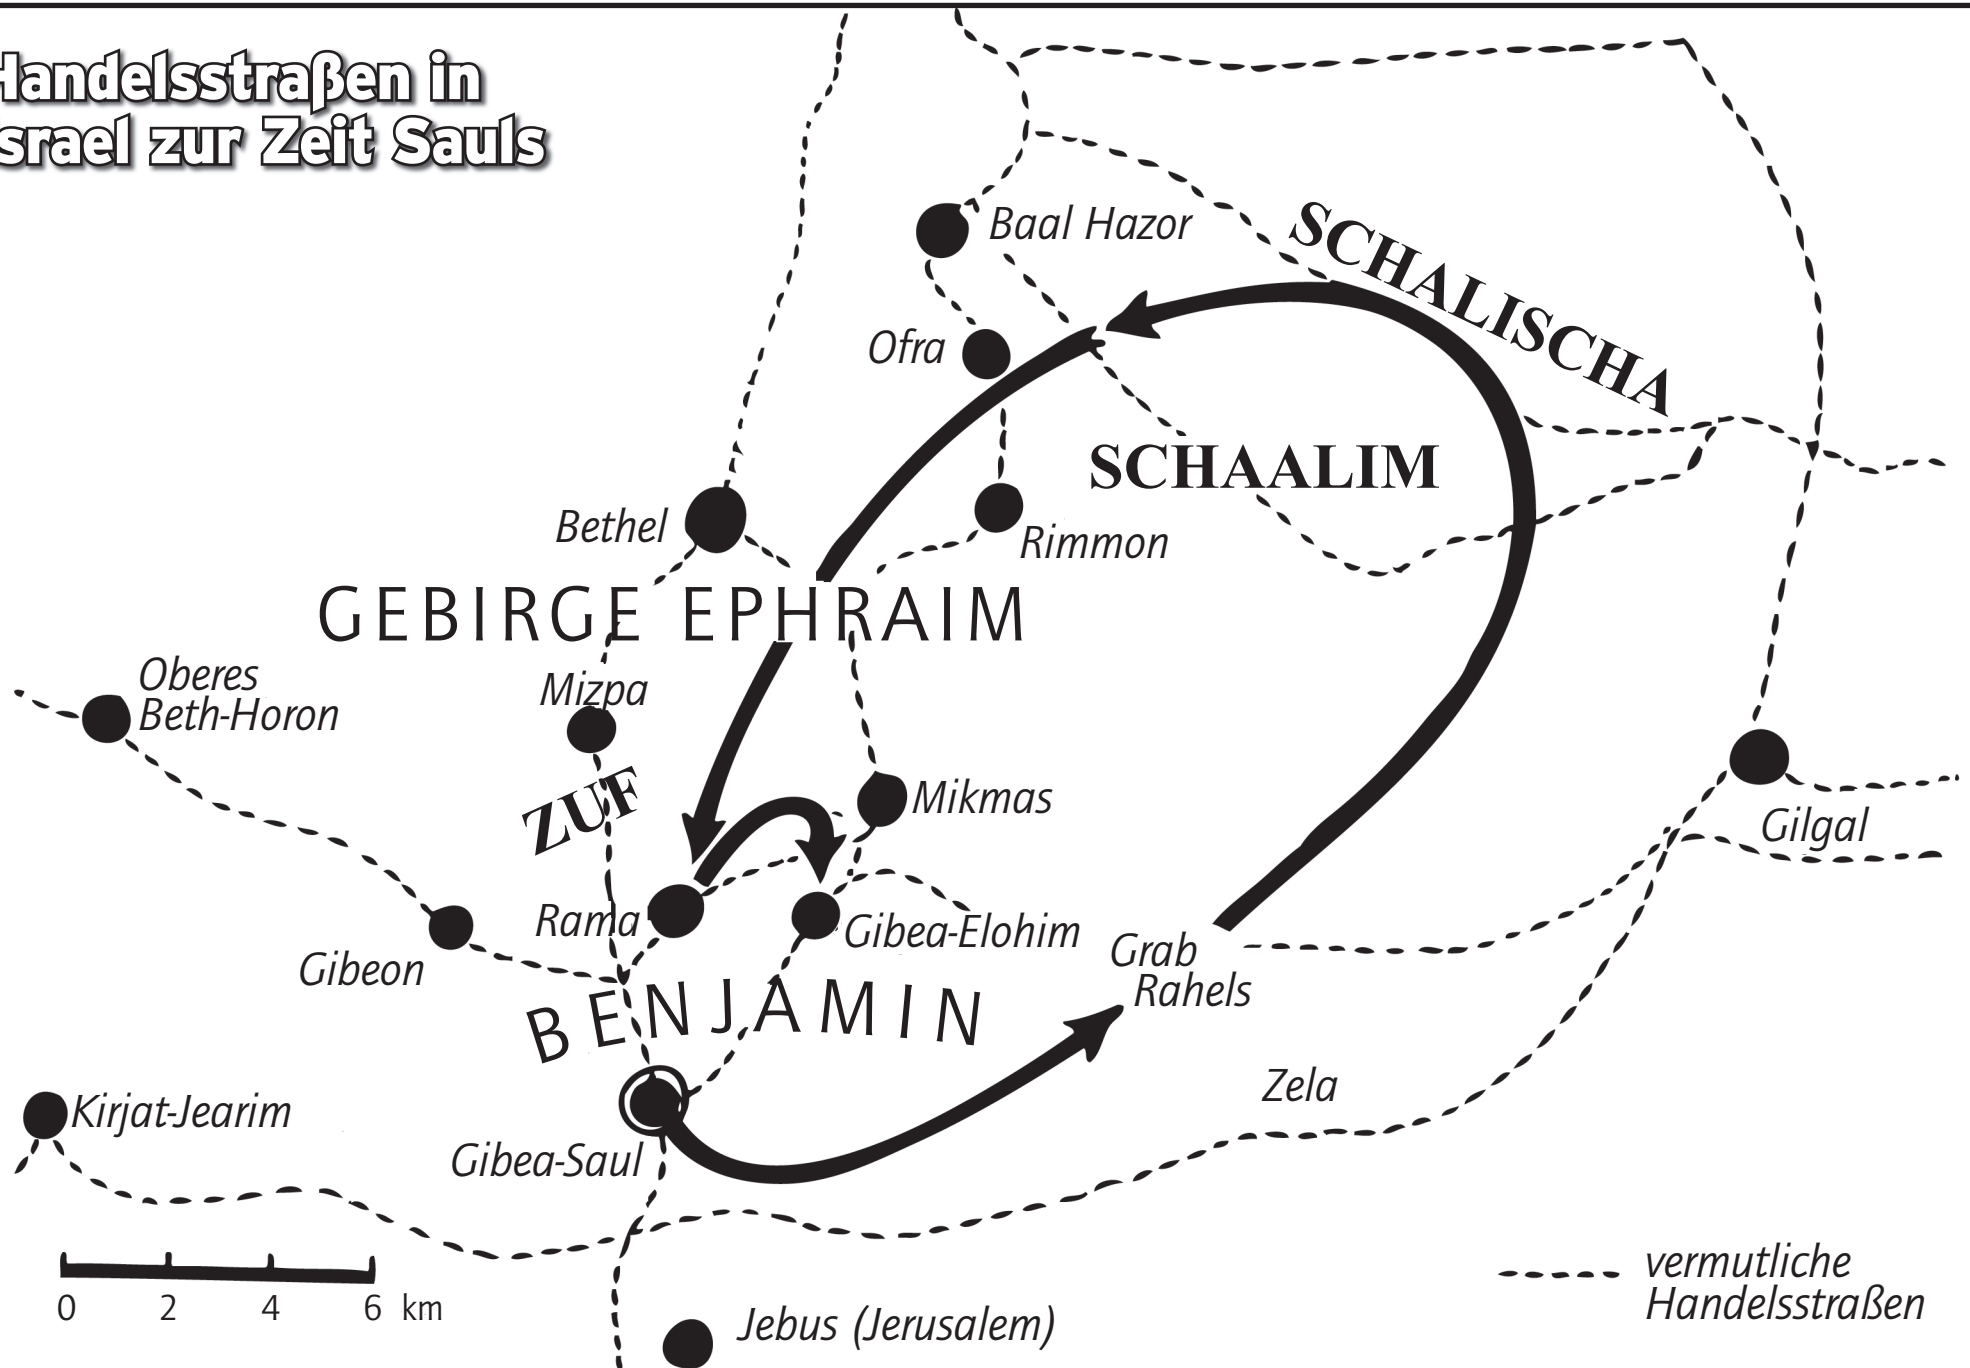 Handelsstraßen in
Israel zur Zeit Sauls
Baal Hazor
SCHALISCHA
Ofra
SCHAALIM
Bethel
Rimmon
GEBIRGE EPHRAIM
Oberes
Beth-Horon
Mizpa
ZUF
Mikmas
Gilgal
Rama
Gibea-Elohim
Gibeon
Grab
Rahels
BENJAMIN
Zela
Kirjat-Jearim
Gibea-Saul
0 2 4 6 km
Jebus (Jerusalem)
vermutliche
Handelsstraßen